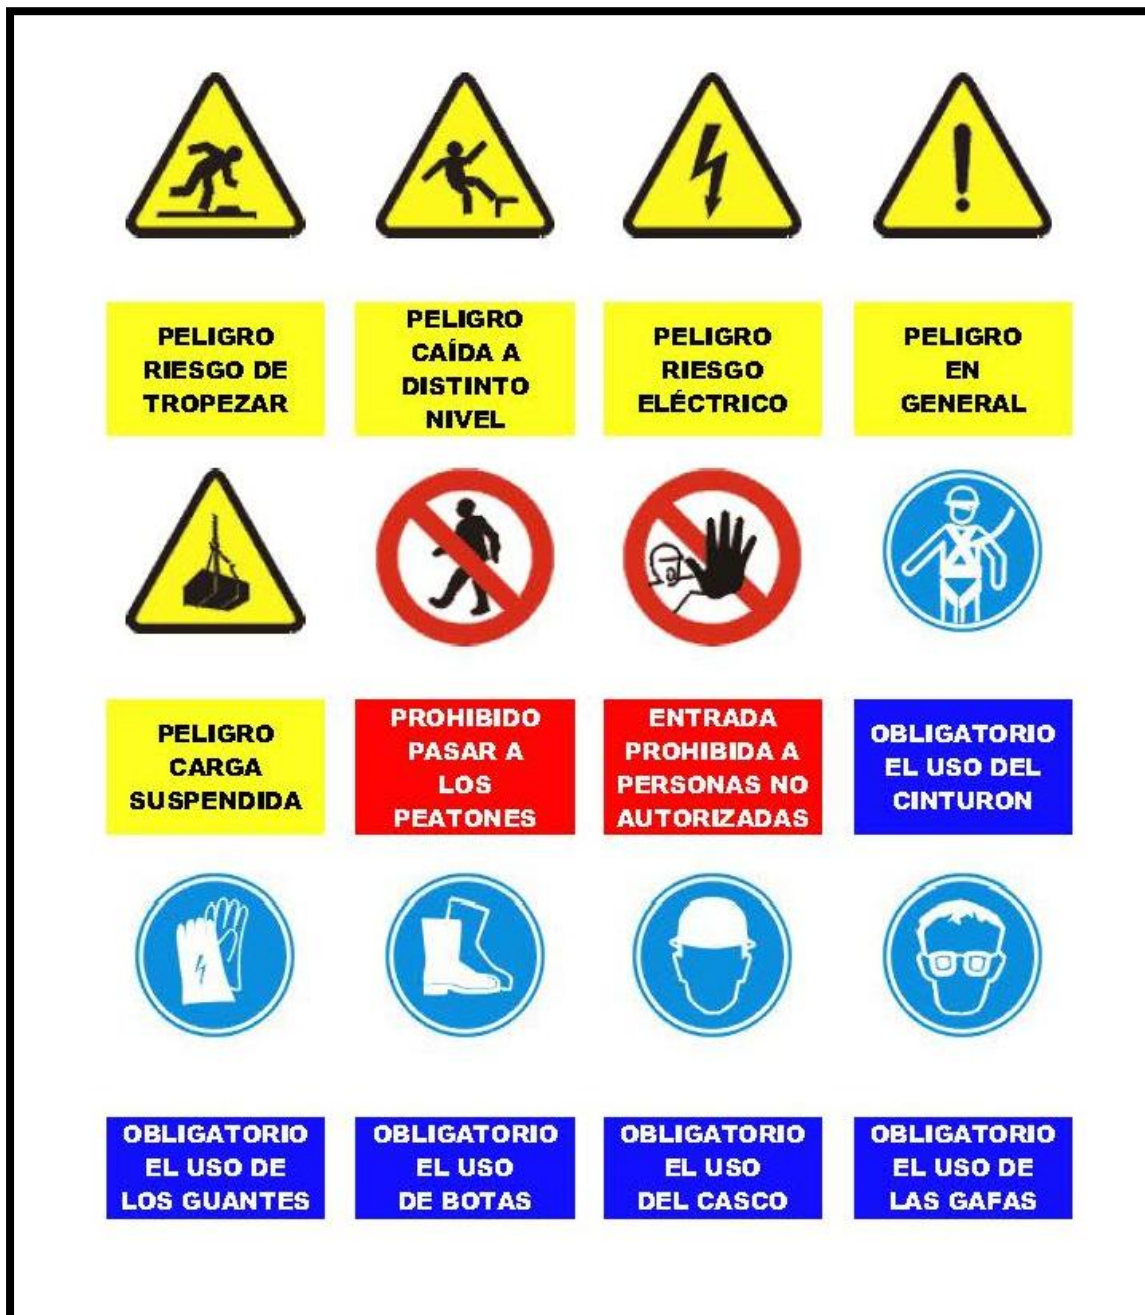 PELIGRO
RIESGO DE
TROPEZAR
PELIGRO
CAÍDA A
DISTINTO
NIVEL
PELIGRO
RIESGO
ELÉCTRICO
PELIGRO
EN
GENERAL
PELIGRO
CARGA
SUSPENDIDA
PROHIBIDO
PASAR A
LOS
PEATONES
ENTRADA
PROHIBIDA A
PERSONAS NO
AUTORIZADAS
OBLIGATORIO
EL USO DEL
CINTURON
OBLIGATORIO
EL USO DE
LOS GUANTES
OBLIGATORIO
EL USO
DE BOTAS
OBLIGATORIO
EL USO
DEL CASCO
OBLIGATORIO
EL USO DE
LAS GAFAS